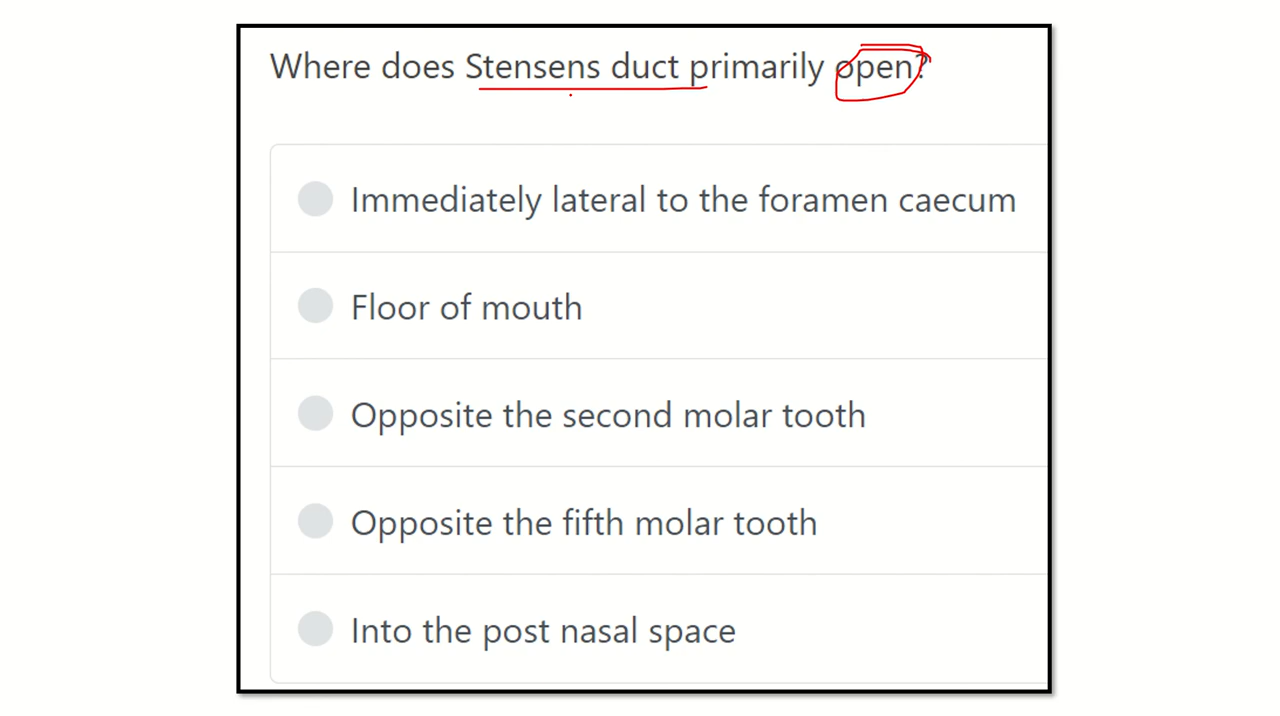 Where does Stensens duct primarily open?
Immediately lateral to the foramen caecum
Floor of mouth
Opposite the second molar tooth
Opposite the fifth molar tooth
Into the post nasal space